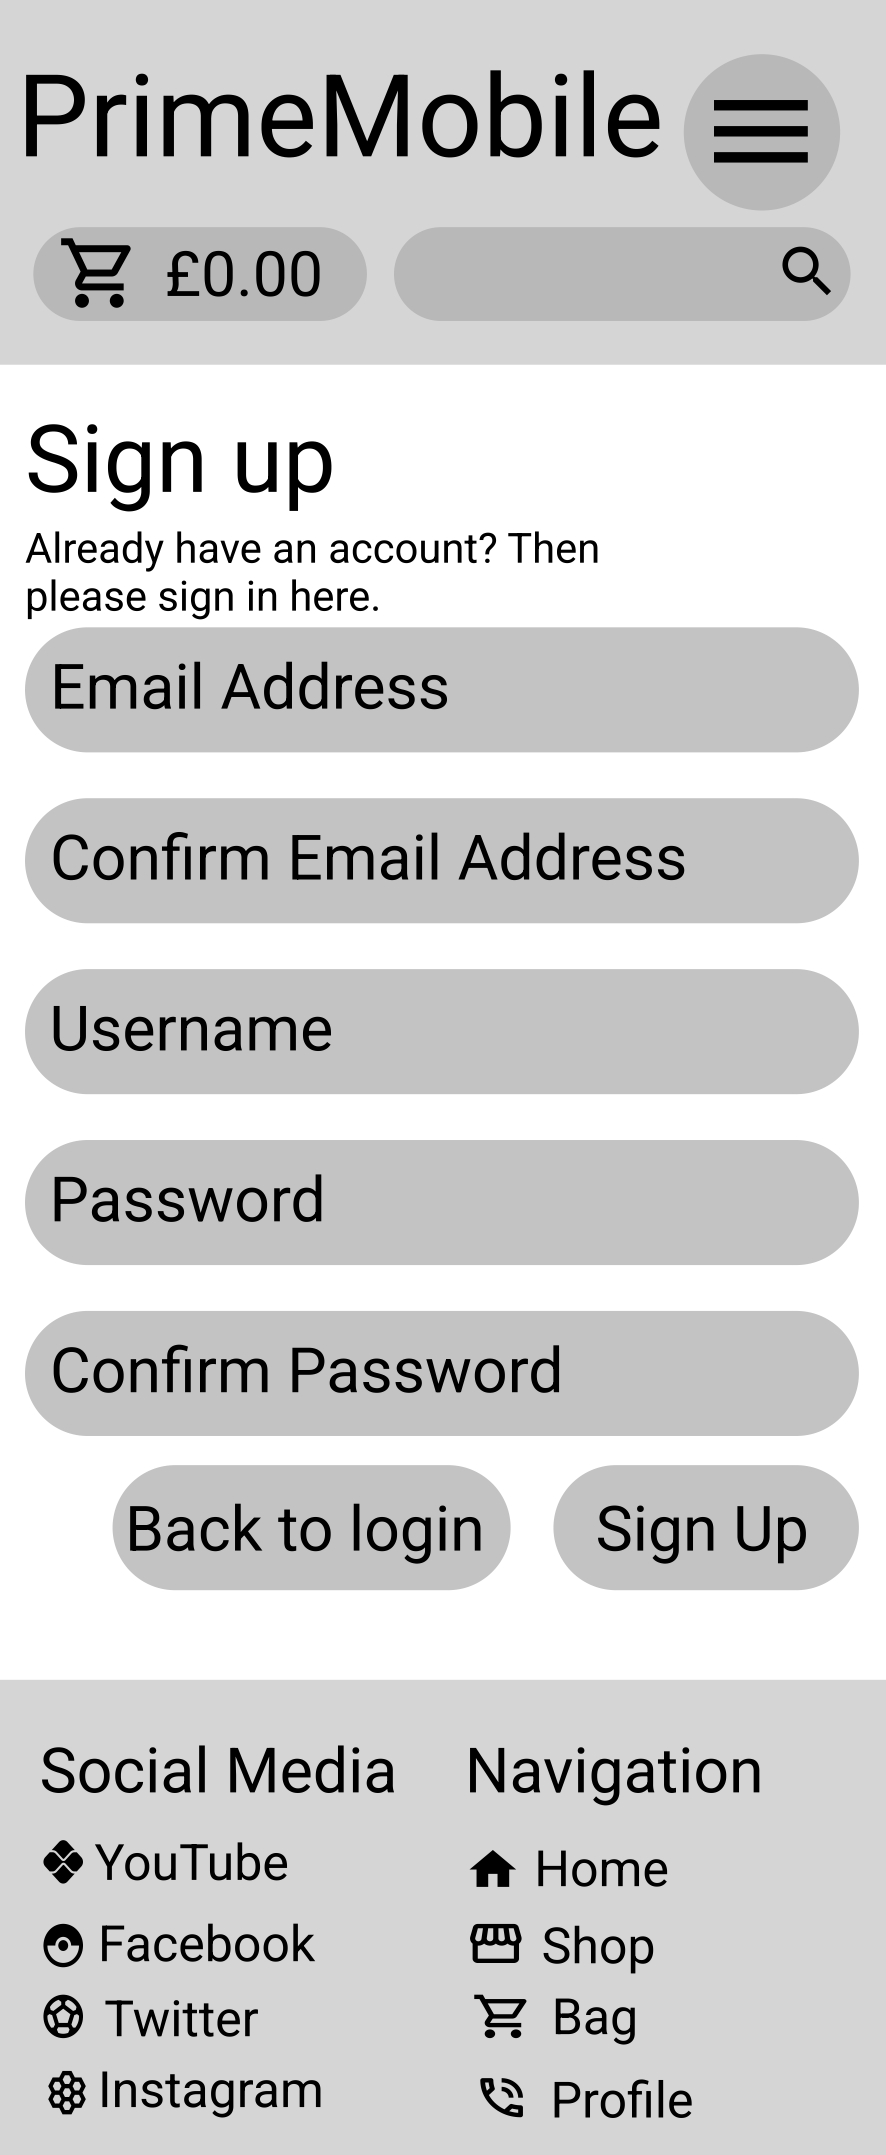 PrimeMobile
£0.00
Sign up
Already have an account? Then
please sign in here.
Email Address
Confirm Email Address
Username
Password
Confirm Password
Back to login
Sign Up
Social Media
YouTube
Facebook
Twitter
Instagram
Navigation
Home
Shop
Bag
Profile